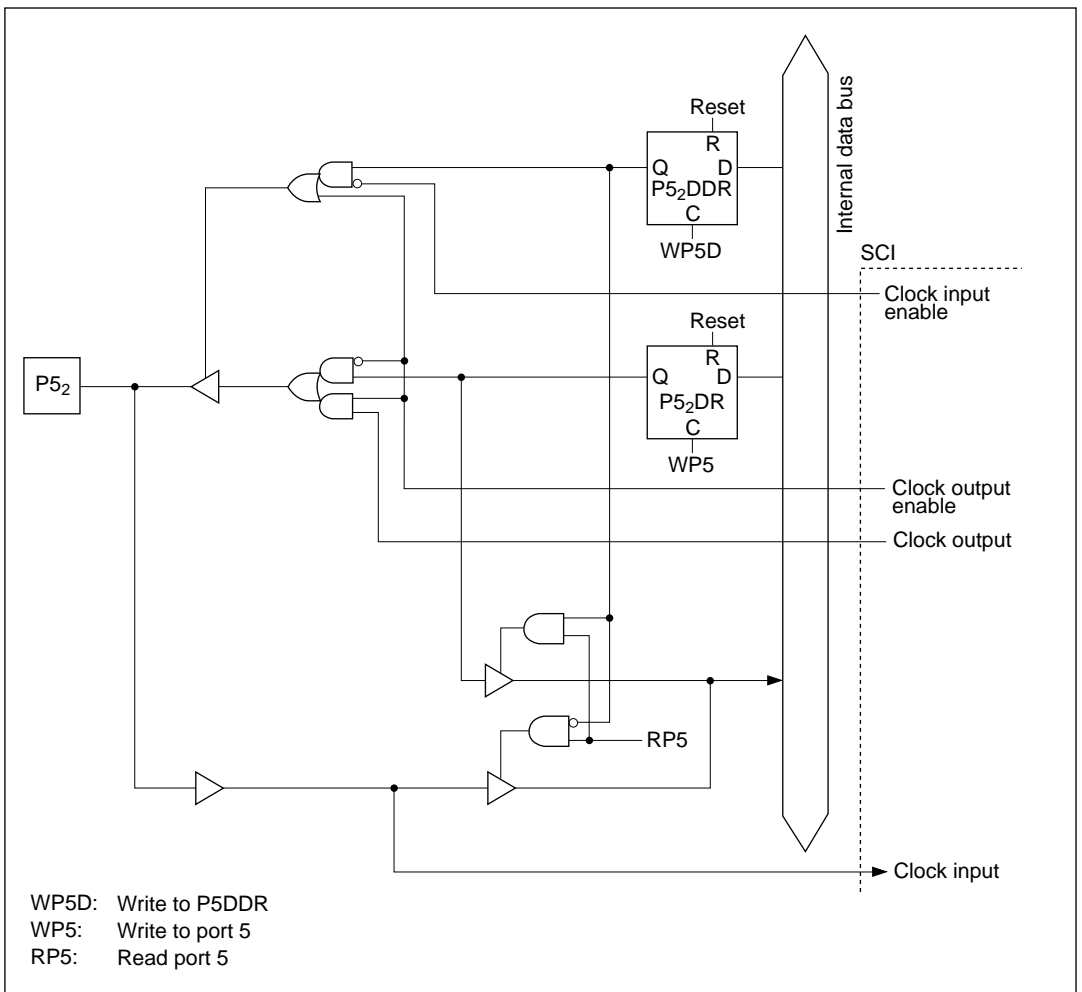 Reset
R
Q D
P5₂DDR
C
WP5D
Internal data bus
SCI
Clock input
enable
Reset
R
Q D
P5₂DR
C
WP5
P5₂
Clock output
enable
Clock output
RP5
Clock input
WP5D: Write to P5DDR
WP5: Write to port 5
RP5: Read port 5